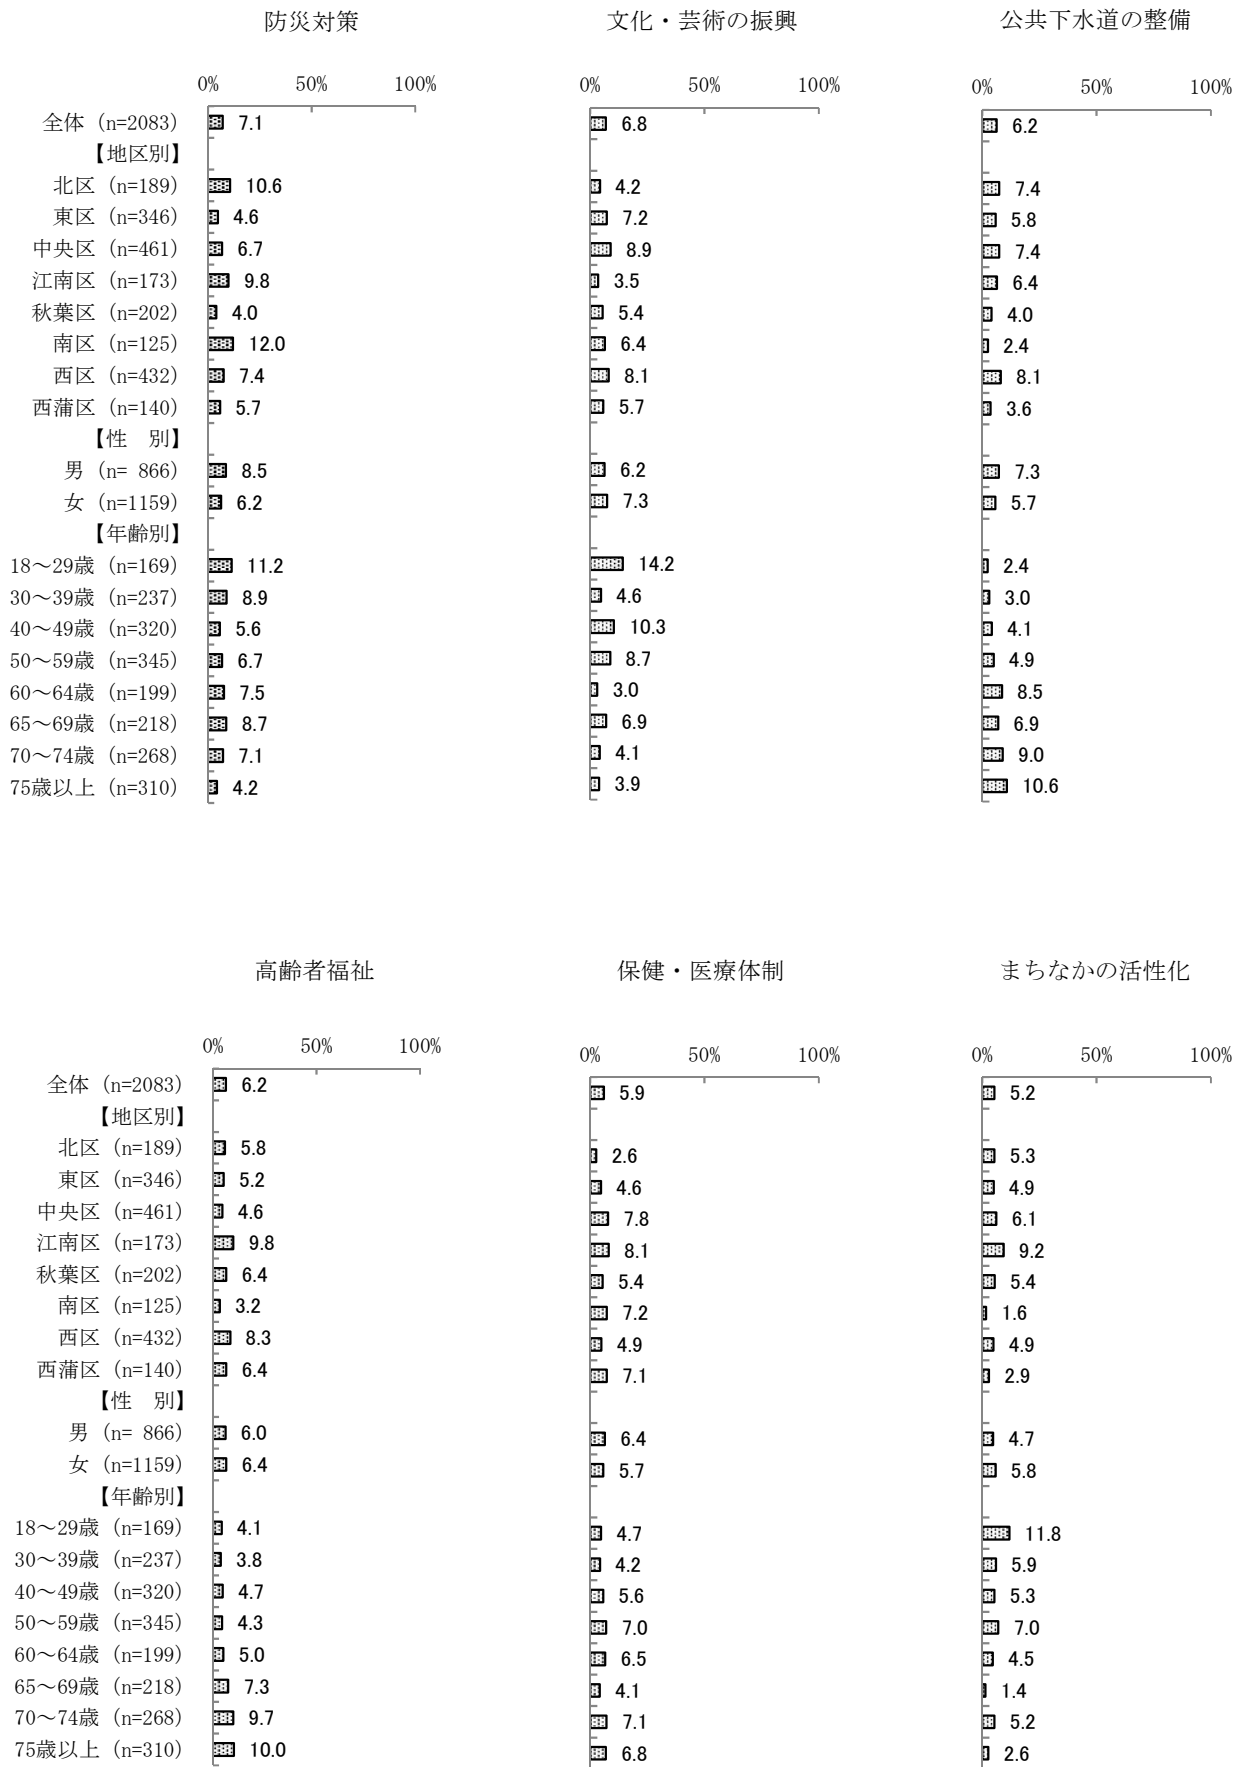 防災対策　文化・芸術の振興　公共下水道の整備
0%　50%　100%　0%　50%　100%　0%　50%　100%
全体 (n=2083)　7.1　6.8　6.2
【地区別】
北区 (n=189)　10.6　4.2　7.4
東区 (n=346)　4.6　7.2　5.8
中央区 (n=461)　6.7　8.9　7.4
江南区 (n=173)　9.8　3.5　6.4
秋葉区 (n=202)　4.0　5.4　4.0
南区 (n=125)　12.0　6.4　2.4
西区 (n=432)　7.4　8.1　8.1
西蒲区 (n=140)　5.7　5.7　3.6
【性　別】
男 (n= 866)　8.5　6.2　7.3
女 (n=1159)　6.2　7.3　5.7
【年齢別】
18～29歳 (n=169)　11.2　14.2　2.4
30～39歳 (n=237)　8.9　4.6　3.0
40～49歳 (n=320)　5.6　10.3　4.1
50～59歳 (n=345)　6.7　8.7　4.9
60～64歳 (n=199)　7.5　3.0　8.5
65～69歳 (n=218)　8.7　6.9　6.9
70～74歳 (n=268)　7.1　4.1　9.0
75歳以上 (n=310)　4.2　3.9　10.6
高齢者福祉　保健・医療体制　まちなかの活性化
0%　50%　100%　0%　50%　100%　0%　50%　100%
全体 (n=2083)　6.2　5.9　5.2
【地区別】
北区 (n=189)　5.8　2.6　5.3
東区 (n=346)　5.2　4.6　4.9
中央区 (n=461)　4.6　7.8　6.1
江南区 (n=173)　9.8　8.1　9.2
秋葉区 (n=202)　6.4　5.4　5.4
南区 (n=125)　3.2　7.2　1.6
西区 (n=432)　8.3　4.9　4.9
西蒲区 (n=140)　6.4　7.1　2.9
【性　別】
男 (n= 866)　6.0　6.4　4.7
女 (n=1159)　6.4　5.7　5.8
【年齢別】
18～29歳 (n=169)　4.1　4.7　11.8
30～39歳 (n=237)　3.8　4.2　5.9
40～49歳 (n=320)　4.7　5.6　5.3
50～59歳 (n=345)　4.3　7.0　7.0
60～64歳 (n=199)　5.0　6.5　4.5
65～69歳 (n=218)　7.3　4.1　1.4
70～74歳 (n=268)　9.7　7.1　5.2
75歳以上 (n=310)　10.0　6.8　2.6